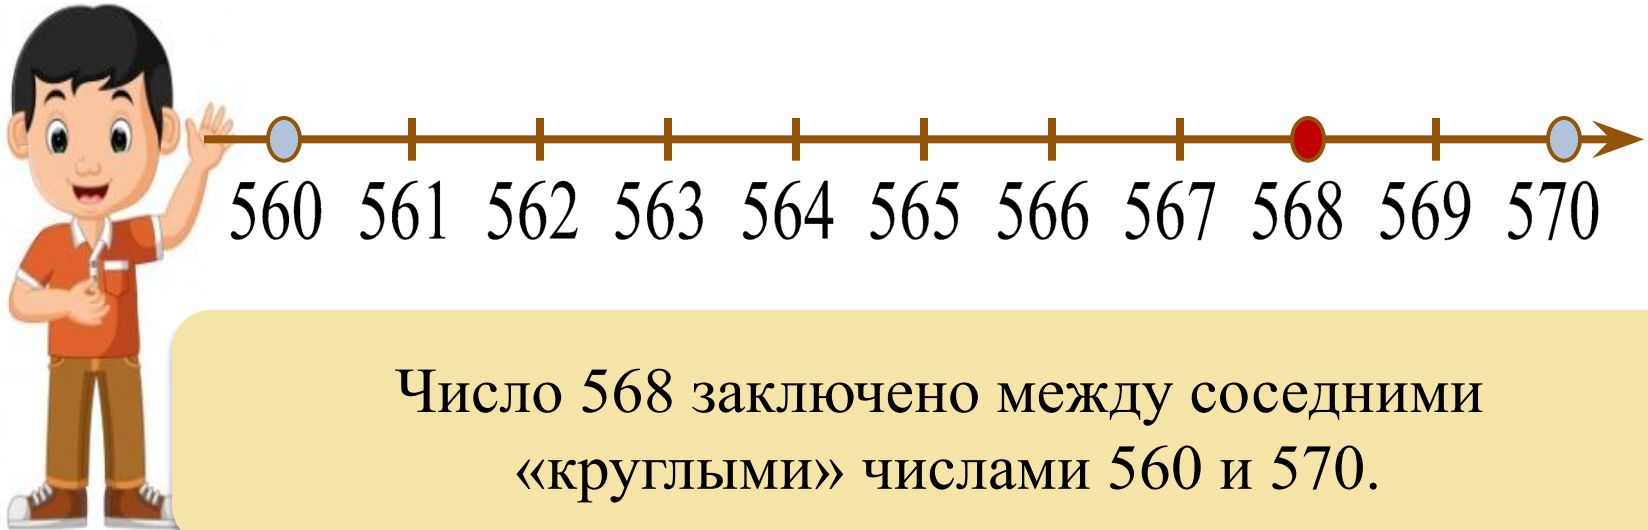 560 561 562 563 564 565 566 567 568 569 570
Число 568 заключено между соседними
«круглыми» числами 560 и 570.